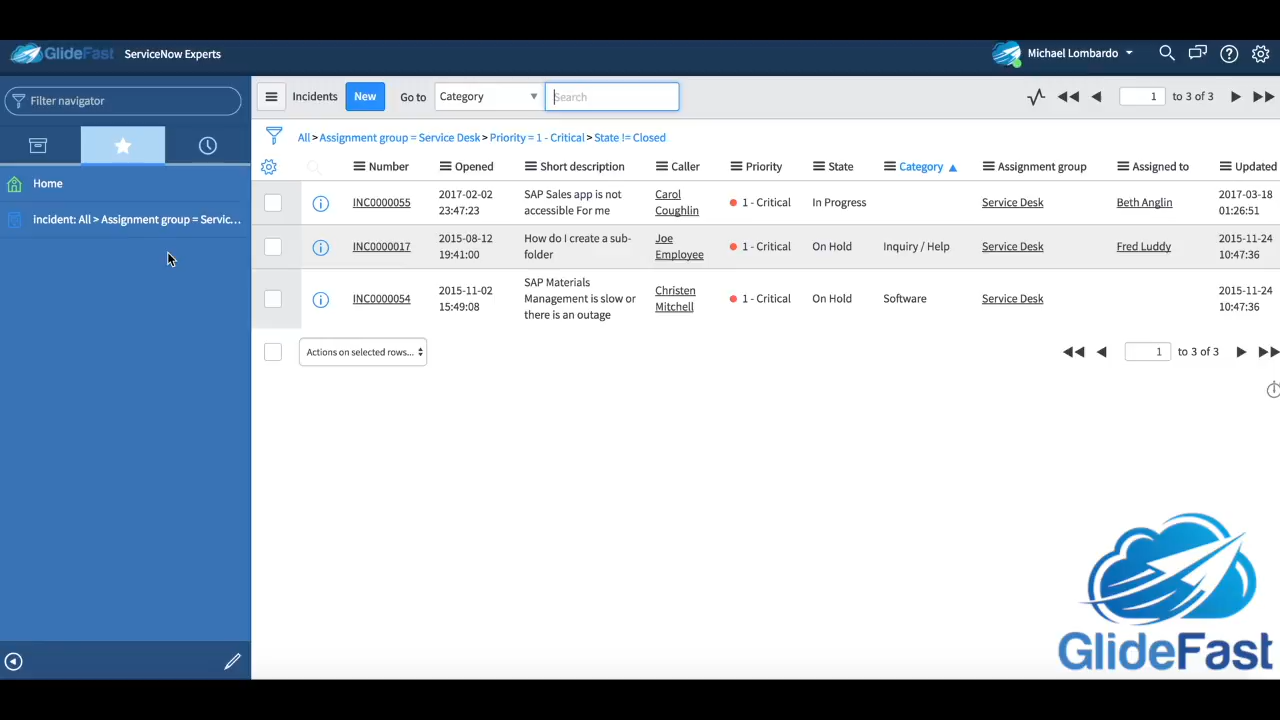 GlideFast ServiceNow Experts
Michael Lombardo
Filter navigator
Incidents New Go to Category Search 1 to 3 of 3
All > Assignment group = Service Desk > Priority = 1 - Critical > State != Closed
Number Opened Short description Caller Priority State Category Assignment group Assigned to Updated
Home
incident: All > Assignment group = Servic...
INC0000055 2017-02-02 23:47:23 SAP Sales app is not accessible For me Carol Coughlin 1 - Critical In Progress Service Desk Beth Anglin 2017-03-18 01:26:51
INC0000017 2015-08-12 19:41:00 How do I create a sub-folder Joe Employee 1 - Critical On Hold Inquiry / Help Service Desk Fred Luddy 2015-11-24 10:47:36
INC0000054 2015-11-02 15:49:08 SAP Materials Management is slow or there is an outage Christen Mitchell 1 - Critical On Hold Software Service Desk 2015-11-24 10:47:36
Actions on selected rows... 1 to 3 of 3
GlideFast